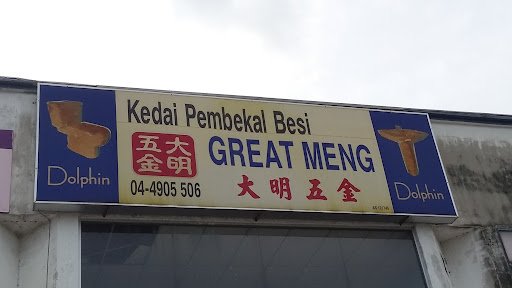 Kedai Pembekal Besi
五大
金明
GREAT MENG
04-4905 506
大明五金
Dolphin
Dolphin